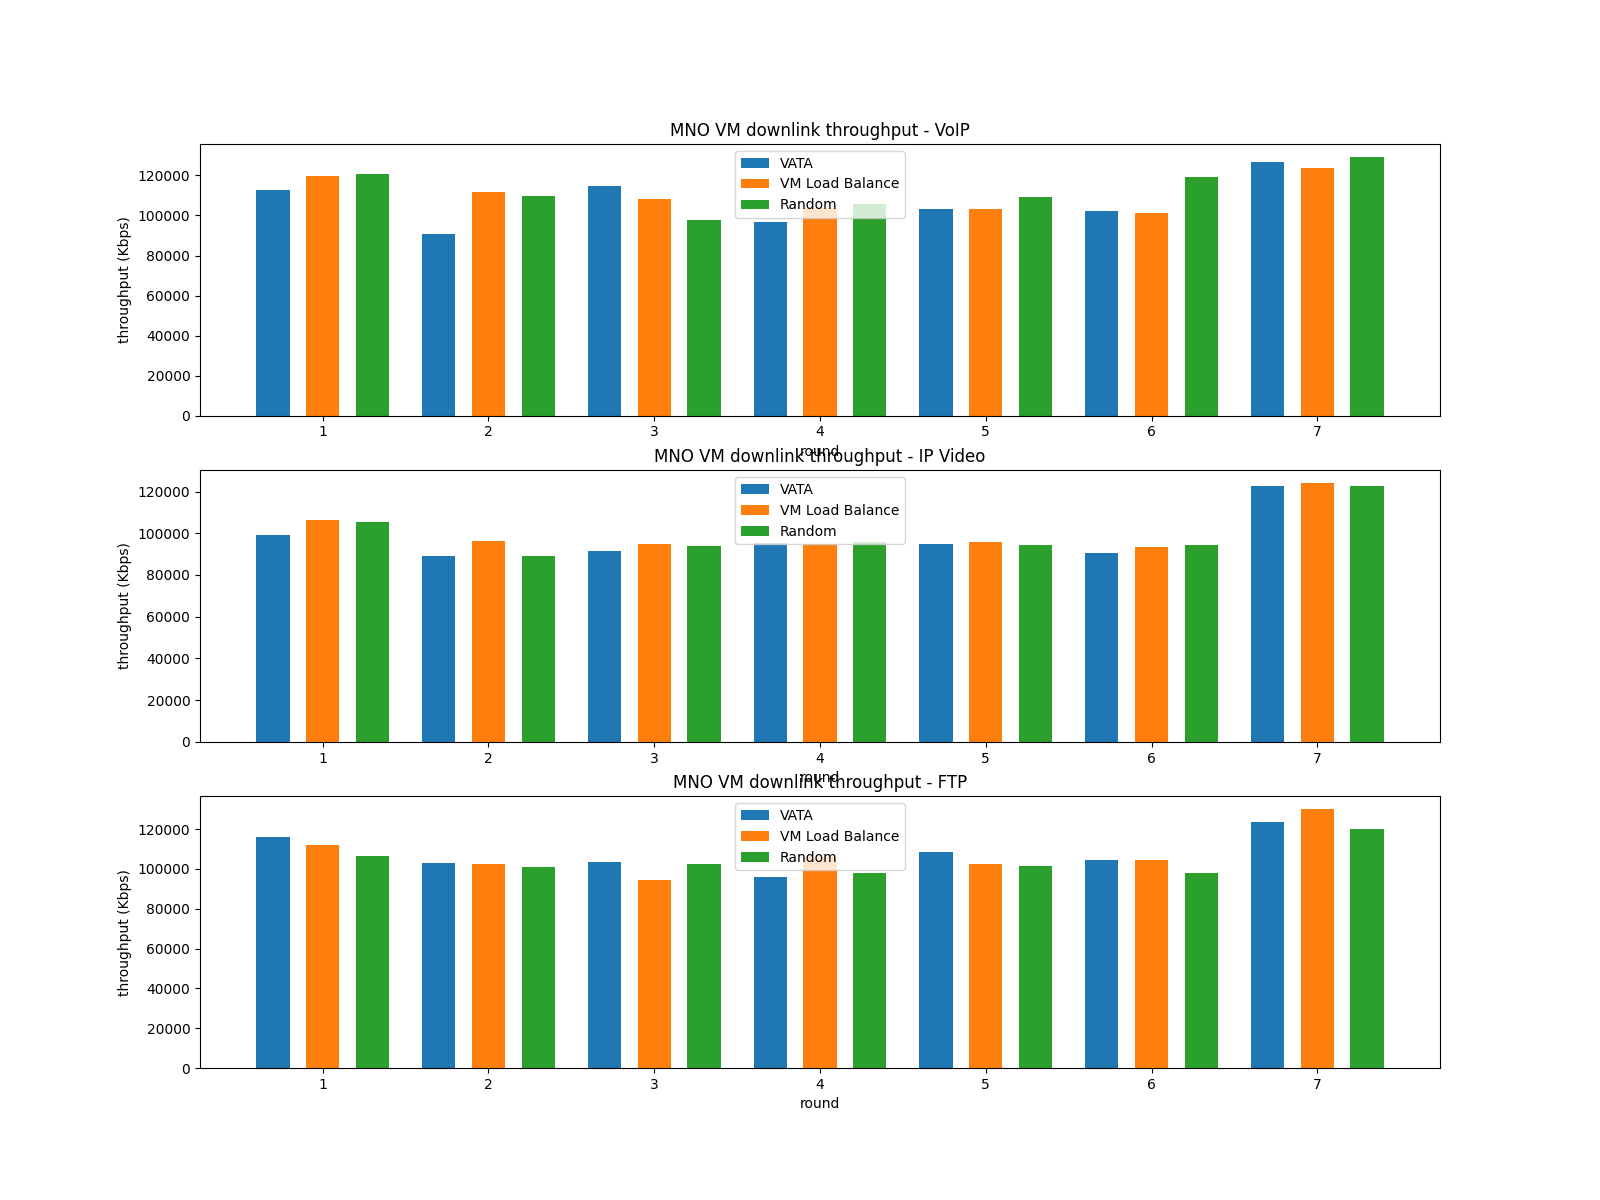 MNO VM downlink throughput - VoIP
throughput (Kbps)
120000
100000
80000
60000
40000
20000
0
VATA
VM Load Balance
Random
1 2 3 4 5 6 7
round
MNO VM downlink throughput - IP Video
throughput (Kbps)
120000
100000
80000
60000
40000
20000
0
VATA
VM Load Balance
Random
1 2 3 4 5 6 7
round
MNO VM downlink throughput - FTP
throughput (Kbps)
120000
100000
80000
60000
40000
20000
0
VATA
VM Load Balance
Random
1 2 3 4 5 6 7
round